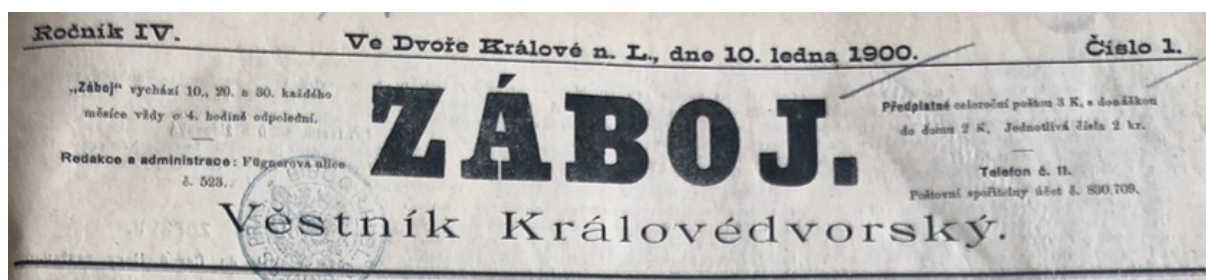 Ročník IV.
Ve Dvoře Králové n. L., dne 10. ledna 1900.
Číslo 1.
„Záboj“ vychází 10., 20. a 30. každého
měsíce vždy o 4. hodině odpolední.
Redakce a administrace: Fügnerova ulice
č. 523.
ZÁBOJ.
Předplatné celoroční poštou 3 K, s donáškou
do domu 2 K. Jednotlivá čísla 2 kr.
Telefon č. 11.
Poštovní spořitelny účet č. 830.709.
Věstník Královédvorský.